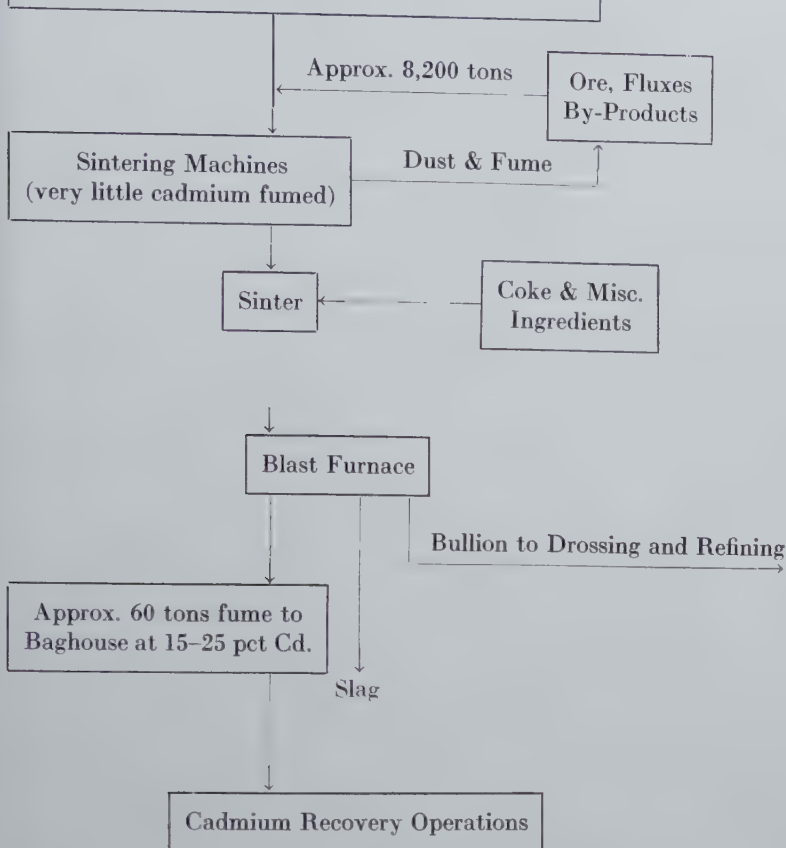 Approx. 8,200 tons
Ore, Fluxes
By-Products
Sintering Machines
(very little cadmium fumed)
Dust & Fume
Sinter
Coke & Misc.
Ingredients
Blast Furnace
Bullion to Drossing and Refining
Approx. 60 tons fume to
Baghouse at 15–25 pct Cd.
Slag
Cadmium Recovery Operations